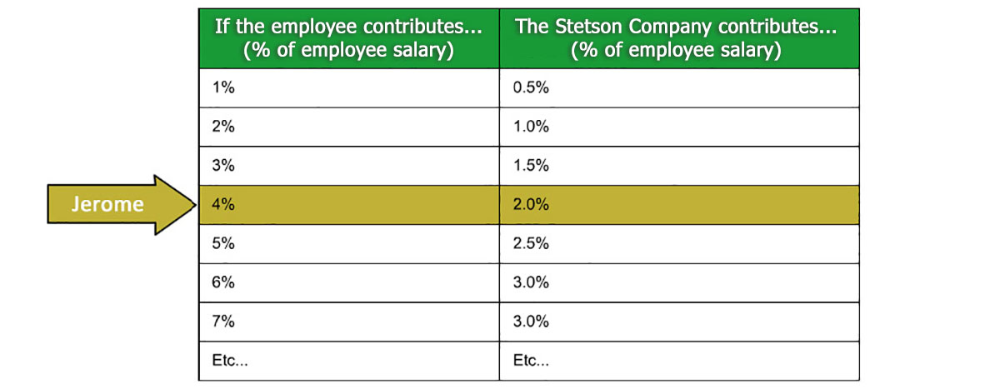 If the employee contributes... The Stetson Company contributes...
(% of employee salary) (% of employee salary)
1% 0.5%
2% 1.0%
3% 1.5%
Jerome 4% 2.0%
5% 2.5%
6% 3.0%
7% 3.0%
Etc... Etc...